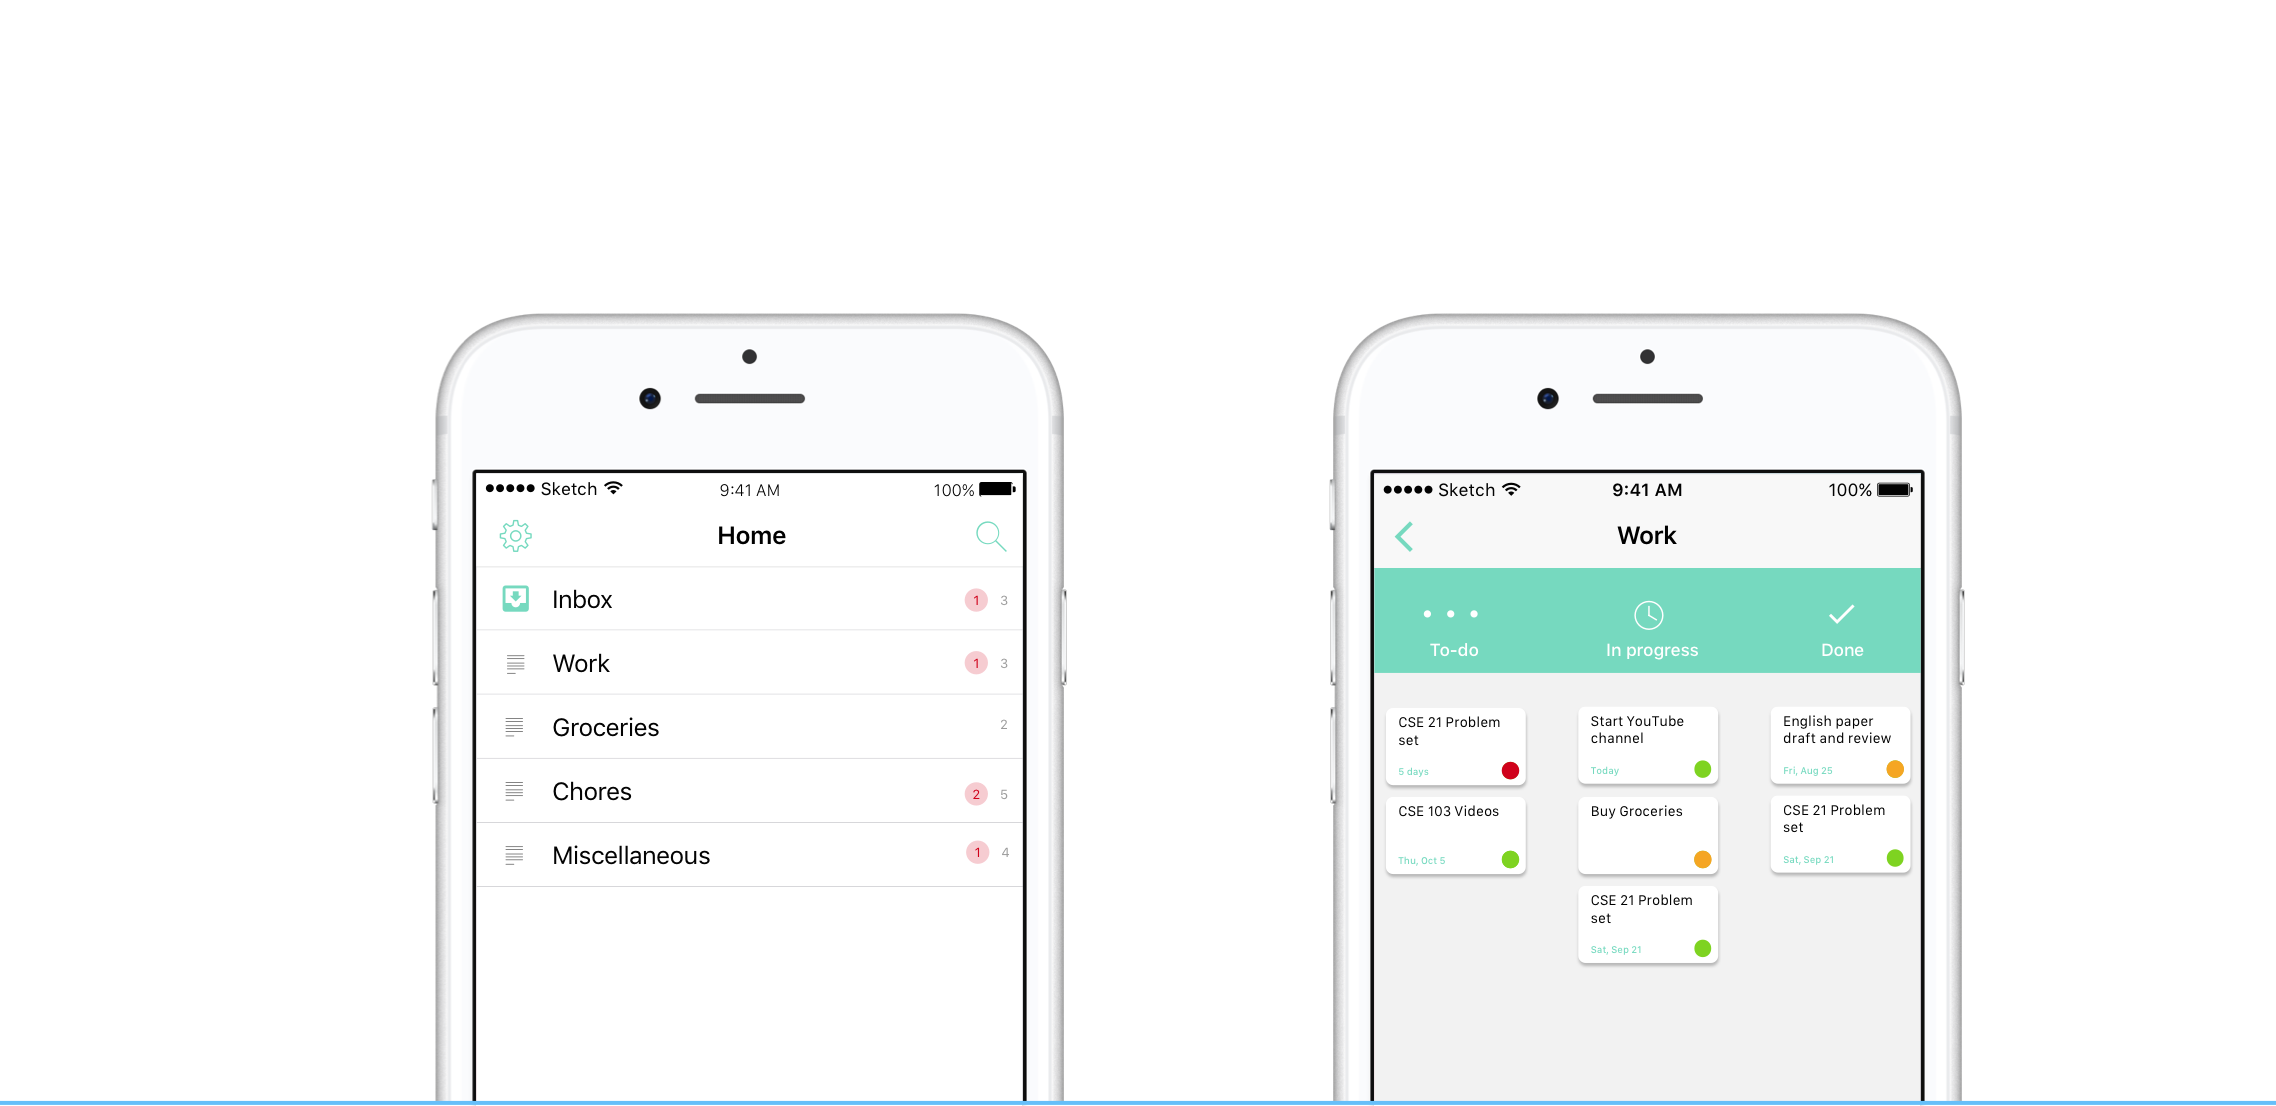 Sketch 9:41 AM 100%
Home
Inbox 1 3
Work 1 3
Groceries 2
Chores 2 5
Miscellaneous 1 4
Sketch 9:41 AM 100%
Work
To-do In progress Done
CSE 21 Problem
set
5 days
CSE 103 Videos
Thu, Oct 5
Start YouTube
channel
Today
Buy Groceries
CSE 21 Problem
set
Sat, Sep 21
English paper
draft and review
Fri, Aug 25
CSE 21 Problem
set
Sat, Sep 21